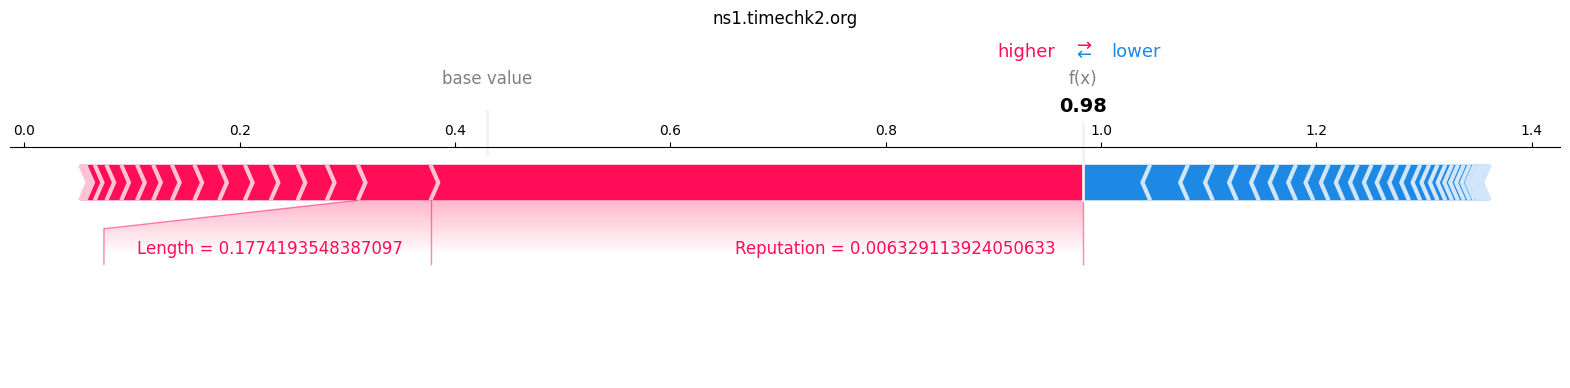 ns1.timechk2.org
higher → lower
←
base value f(x)
0.98
0.0 0.2 0.4 0.6 0.8 1.0 1.2 1.4
Length = 0.1774193548387097 Reputation = 0.006329113924050633